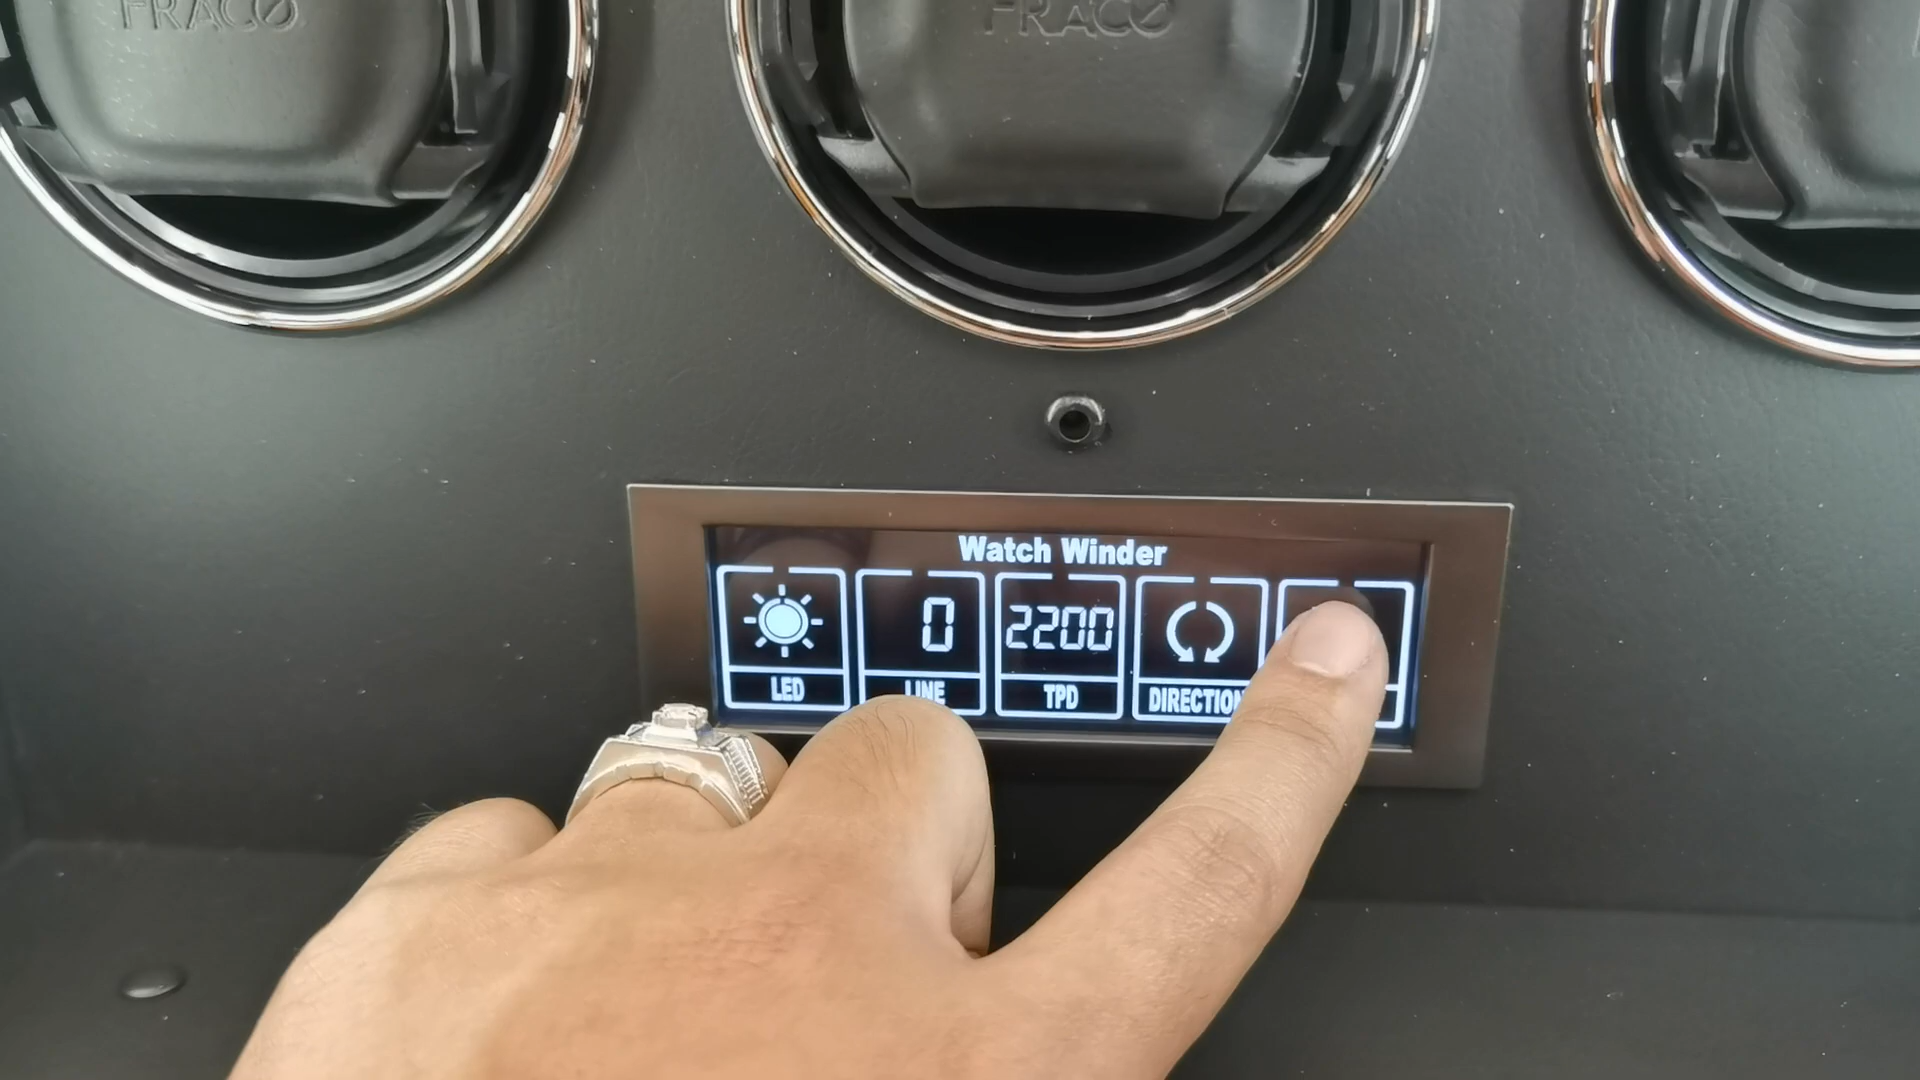 FRACO
FRACO
Watch Winder
0
2200
LED
LINE
TPD
DIRECTION